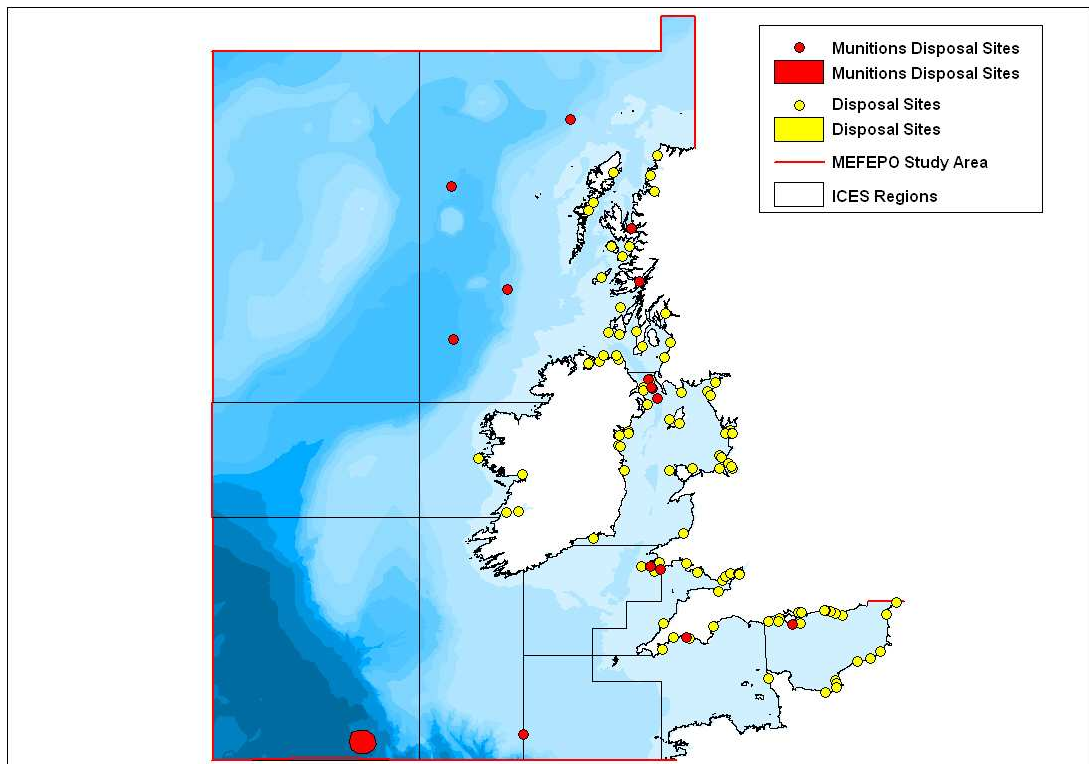 Munitions Disposal Sites
Munitions Disposal Sites
Disposal Sites
Disposal Sites
MEFEPO Study Area
ICES Regions